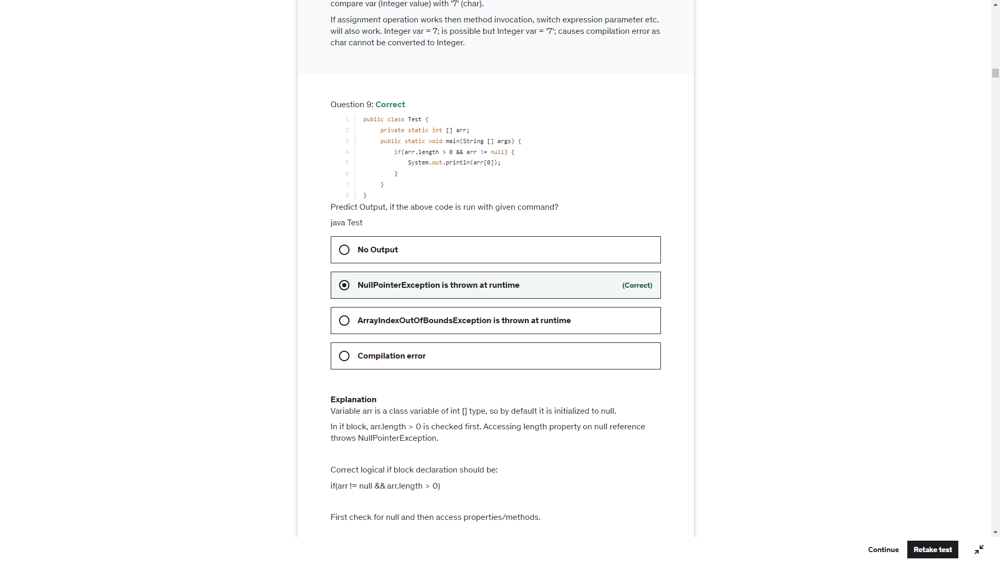 compare var (Integer value) with '7' (char).
If assignment operation works then method invocation, switch expression parameter etc.
will also work. Integer var = 7; is possible but Integer var = '7'; causes compilation error as
char cannot be converted to Integer.
Question 9: Correct
1 public class Test {
2 private static int [] arr;
3 public static void main(String [] args) {
4 if(arr.length > 0 && arr != null) {
5 System.out.println(arr[0]);
6 }
7 }
8 }
Predict Output, if the above code is run with given command?
java Test
No Output
NullPointerException is thrown at runtime (Correct)
ArrayIndexOutOfBoundsException is thrown at runtime
Compilation error
Explanation
Variable arr is a class variable of int [] type, so by default it is initialized to null.
In if block, arr.length > 0 is checked first. Accessing length property on null reference
throws NullPointerException.
Correct logical if block declaration should be:
if(arr != null && arr.length > 0)
First check for null and then access properties/methods.
Continue Retake test